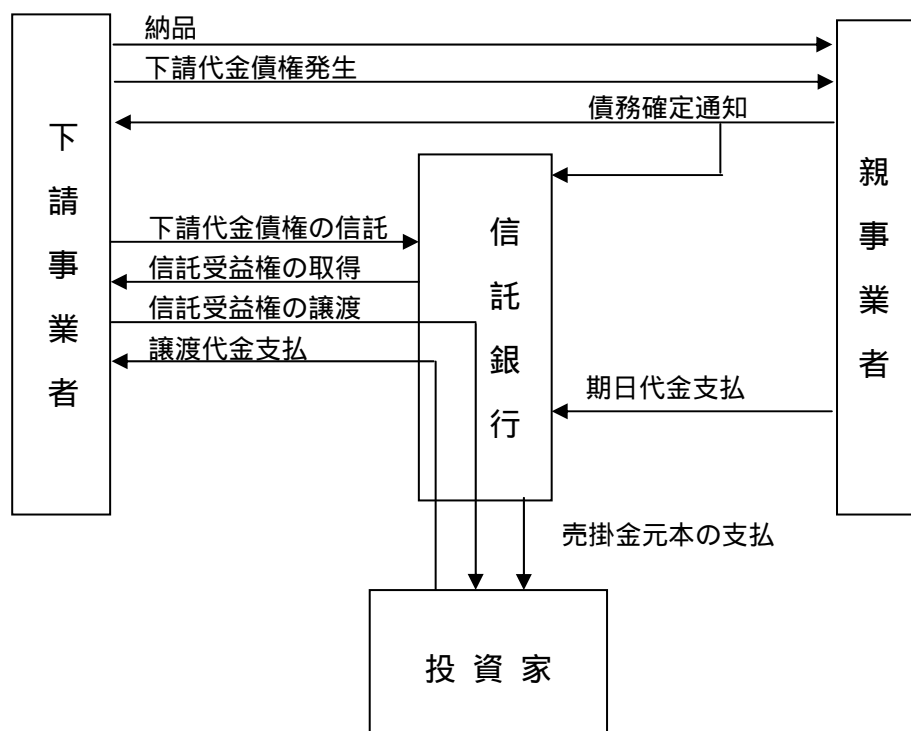 納品
下請代金債権発生
債務確定通知
下請事業者
親事業者
信託銀行
下請代金債権の信託
信託受益権の取得
信託受益権の譲渡
譲渡代金支払
期日代金支払
売掛金元本の支払
投資家